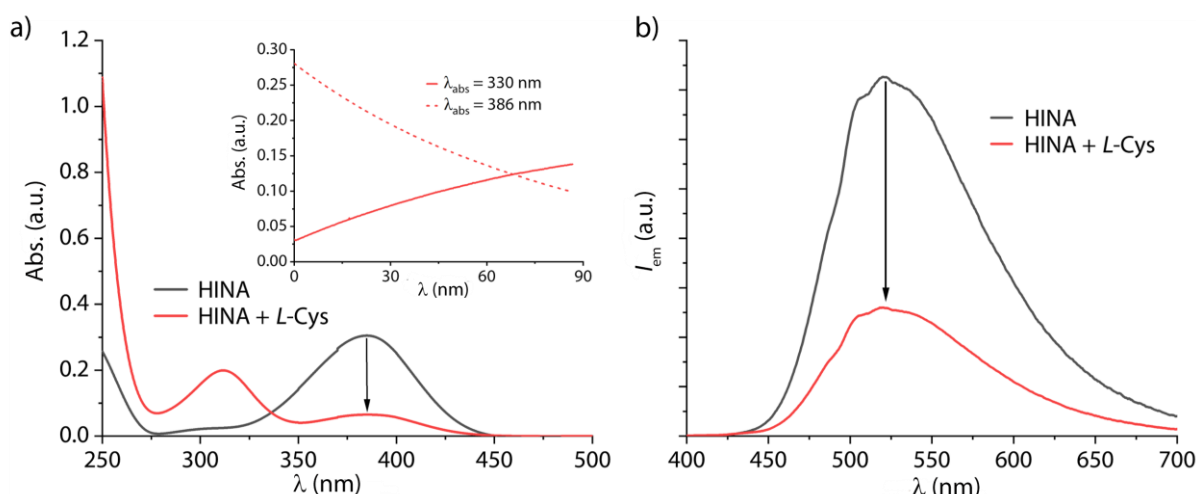 a)
1.2
1.0
0.8
0.6
0.4
0.2
0.0
Abs. (a.u.)
250 300 350 400 450 500
λ (nm)
HINA
HINA + L-Cys
0.30
0.25
0.20
0.15
0.10
0.05
0.00
Abs. (a.u.)
0 30 60 90
λ (nm)
λabs = 330 nm
λabs = 386 nm
b)
Iem (a.u.)
HINA
HINA + L-Cys
400 450 500 550 600 650 700
λ (nm)